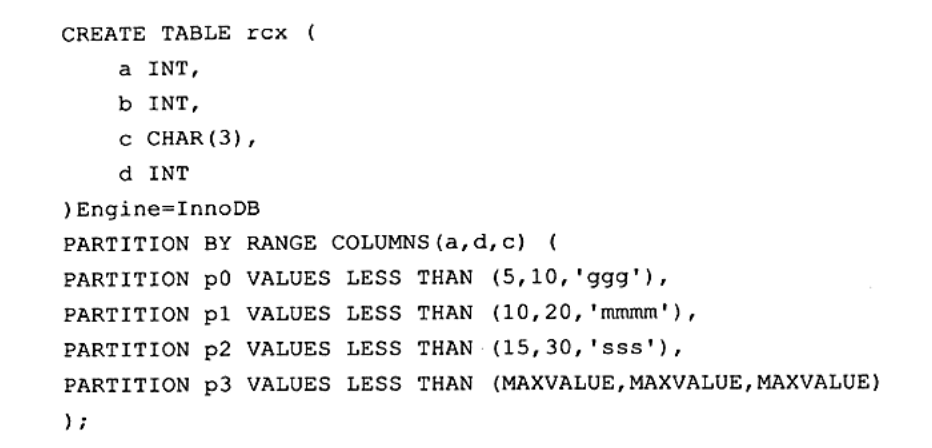 CREATE TABLE rcx (
a INT,
b INT,
c CHAR(3),
d INT
)Engine=InnoDB
PARTITION BY RANGE COLUMNS(a,d,c) (
PARTITION p0 VALUES LESS THAN (5,10,'ggg'),
PARTITION p1 VALUES LESS THAN (10,20,'mmmm'),
PARTITION p2 VALUES LESS THAN (15,30,'sss'),
PARTITION p3 VALUES LESS THAN (MAXVALUE,MAXVALUE,MAXVALUE)
);